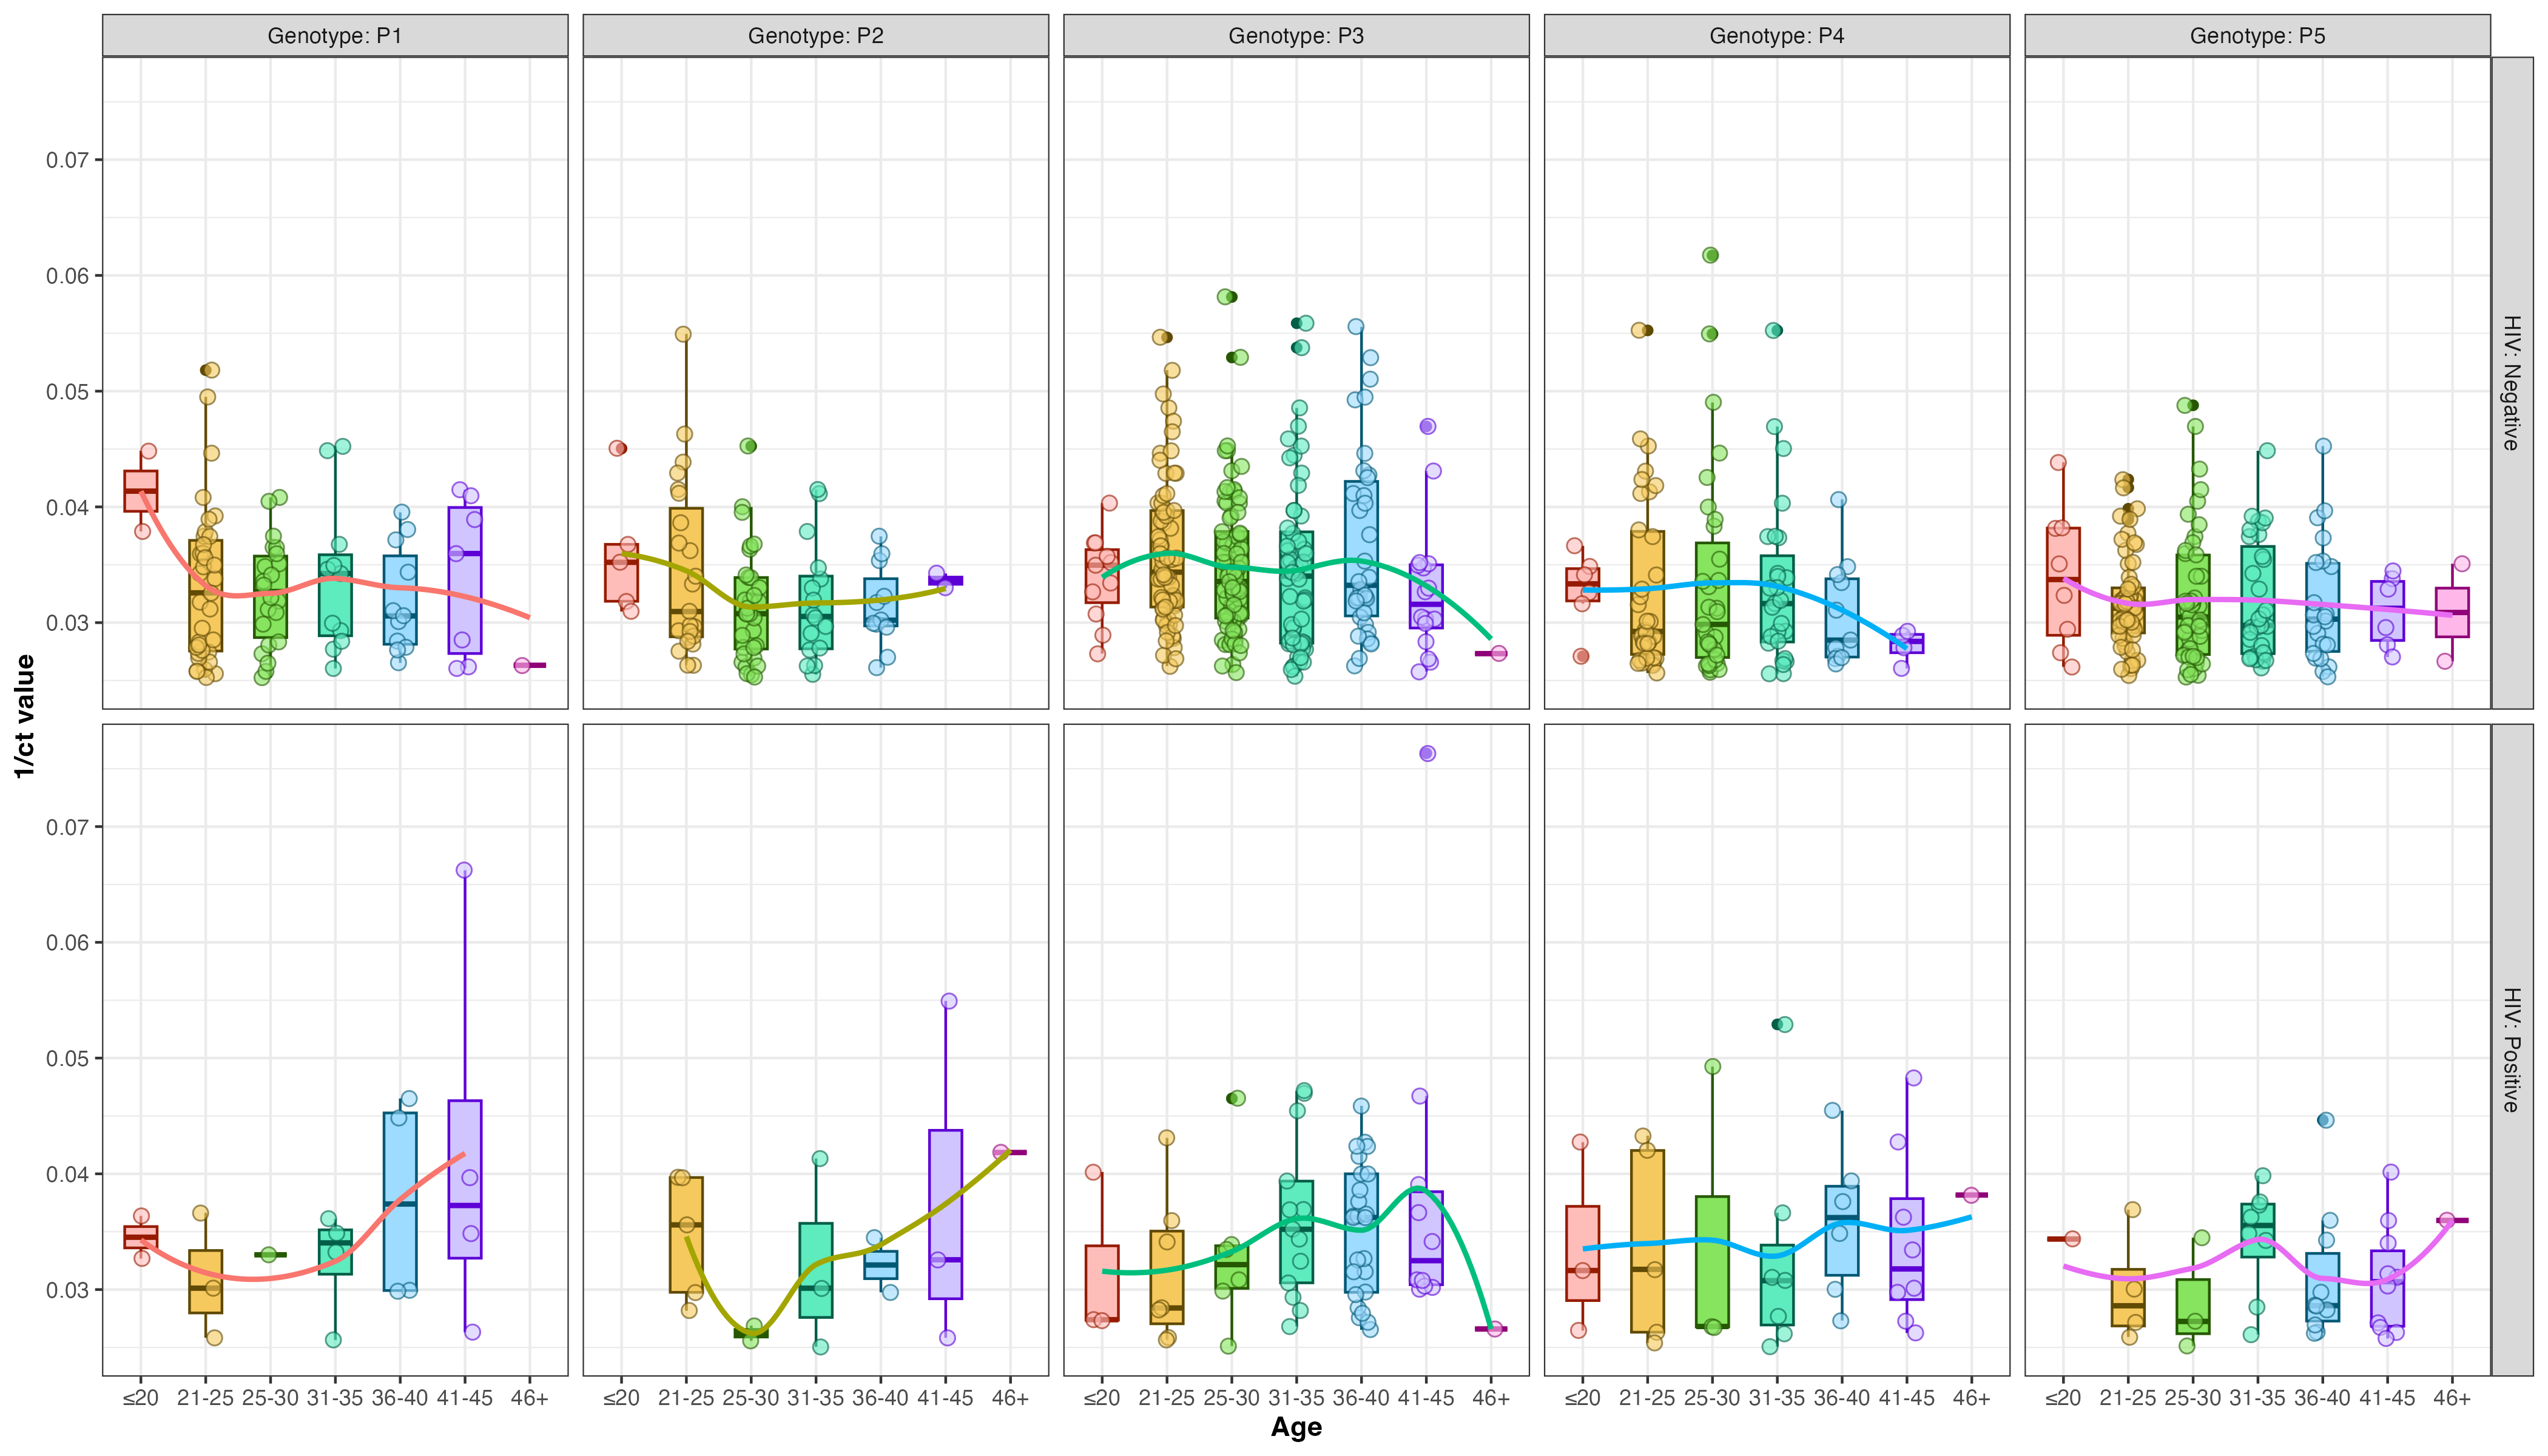 Genotype: P1 Genotype: P2 Genotype: P3 Genotype: P4 Genotype: P5
0.07
0.06
0.05
0.04
0.03
HIV: Negative
1/ct value
0.07
0.06
0.05
0.04
0.03
HIV: Positive
≤20 21-25 25-30 31-35 36-40 41-45 46+ ≤20 21-25 25-30 31-35 36-40 41-45 46+ ≤20 21-25 25-30 31-35 36-40 41-45 46+ ≤20 21-25 25-30 31-35 36-40 41-45 46+ ≤20 21-25 25-30 31-35 36-40 41-45 46+
Age